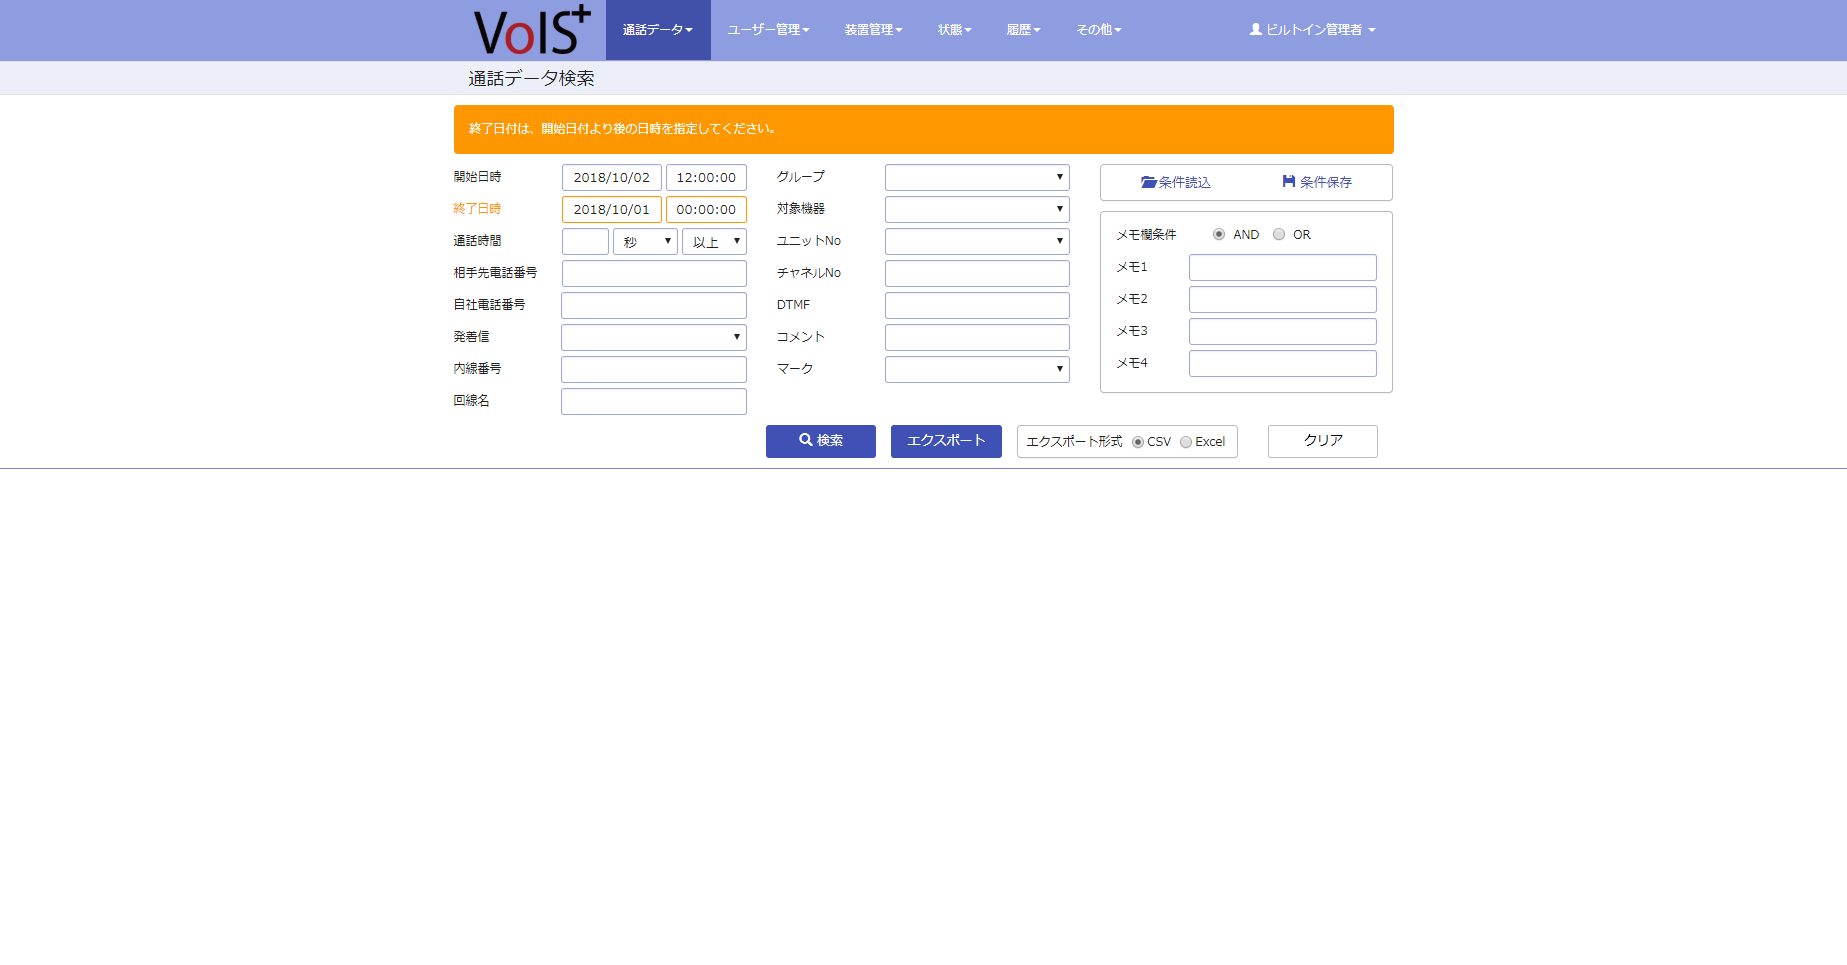 VoIS+ 通話データ ユーザー管理 装置管理 状態 履歴 その他 ビルトイン管理者
通話データ検索
終了日付は、開始日付より後の日時を指定してください。
開始日時 2018/10/02 12:00:00 グループ 条件読込 条件保存
終了日時 2018/10/01 00:00:00 対象機器
通話時間 秒 以上 ユニットNo メモ欄条件 AND OR
相手先電話番号 チャネルNo メモ1
自社電話番号 DTMF メモ2
発着信 コメント メモ3
内線番号 マーク メモ4
回線名
検索 エクスポート エクスポート形式 CSV Excel クリア